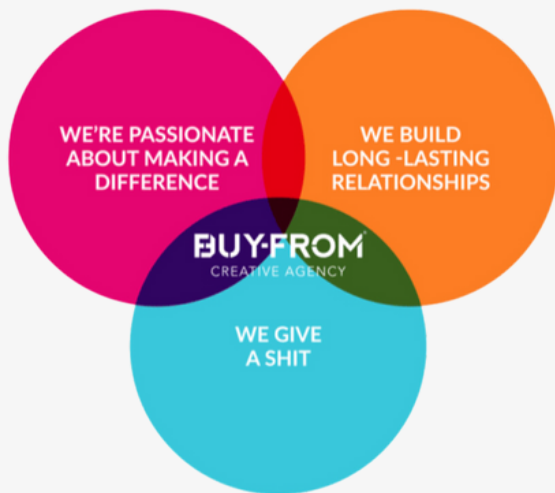 WE'RE PASSIONATE
ABOUT MAKING A
DIFFERENCE
WE BUILD
LONG -LASTING
RELATIONSHIPS
BUY-FROM
CREATIVE AGENCY
WE GIVE
A SHIT